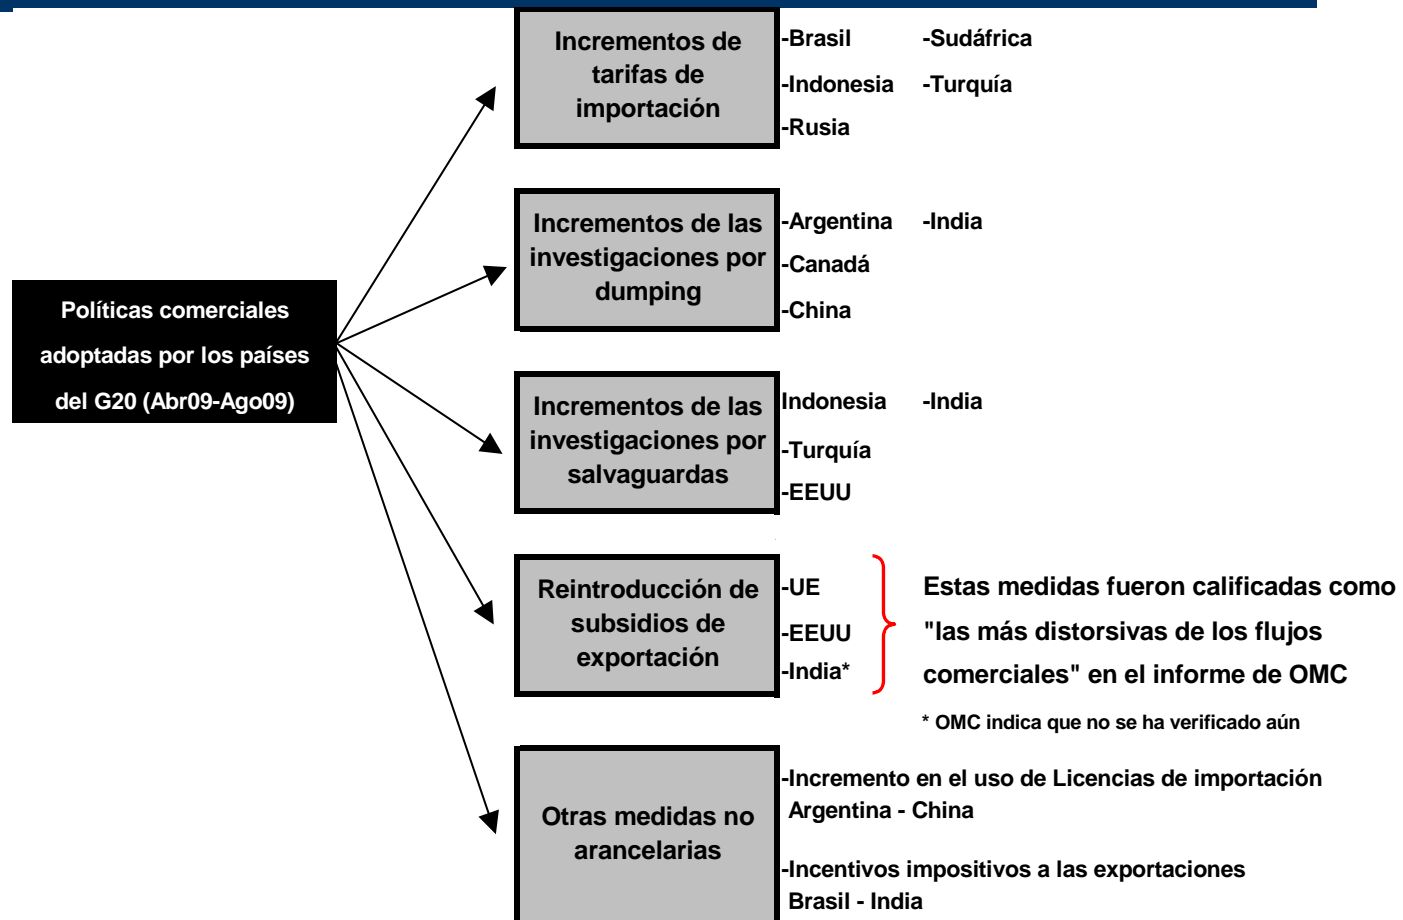 Incrementos de
tarifas de
importación
-Brasil -Sudáfrica
-Indonesia -Turquía
-Rusia
Incrementos de las
investigaciones por
dumping
-Argentina -India
-Canadá
-China
Políticas comerciales
adoptadas por los países
del G20 (Abr09-Ago09)
Incrementos de las
investigaciones por
salvaguardas
Indonesia -India
-Turquía
-EEUU
Reintroducción de
subsidios de
exportación
-UE
-EEUU
-India*
Estas medidas fueron calificadas como
"las más distorsivas de los flujos
comerciales" en el informe de OMC
* OMC indica que no se ha verificado aún
Otras medidas no
arancelarias
-Incremento en el uso de Licencias de importación
Argentina - China
-Incentivos impositivos a las exportaciones
Brasil - India